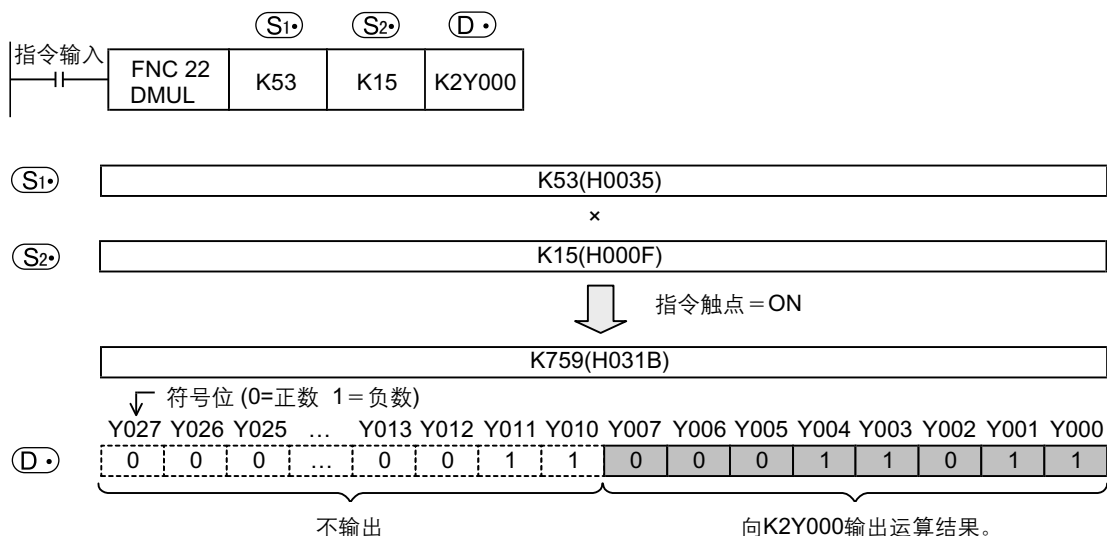 S1• S2• D•
指令输入
FNC 22 DMUL K53 K15 K2Y000
S1• K53(H0035)
×
S2• K15(H000F)
指令触点=ON
K759(H031B)
符号位 (0=正数 1=负数)
Y027 Y026 Y025 … Y013 Y012 Y011 Y010 Y007 Y006 Y005 Y004 Y003 Y002 Y001 Y000
D• 0 0 0 … 0 0 1 1 0 0 0 1 1 0 1 1
不输出 向K2Y000输出运算结果。